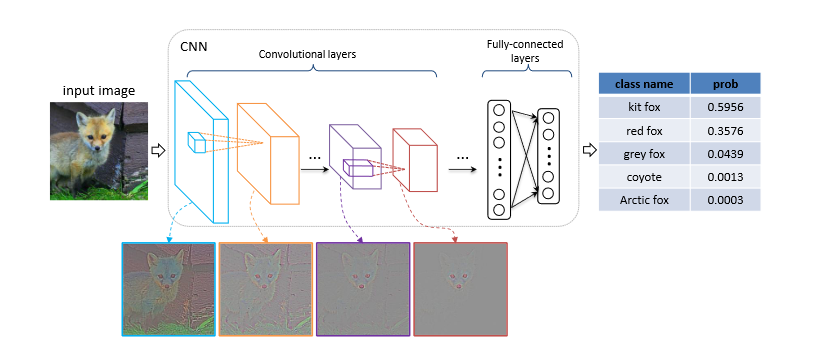 CNN
Convolutional layers
Fully-connected
layers
input image
...
...
class name prob
kit fox 0.5956
red fox 0.3576
grey fox 0.0439
coyote 0.0013
Arctic fox 0.0003